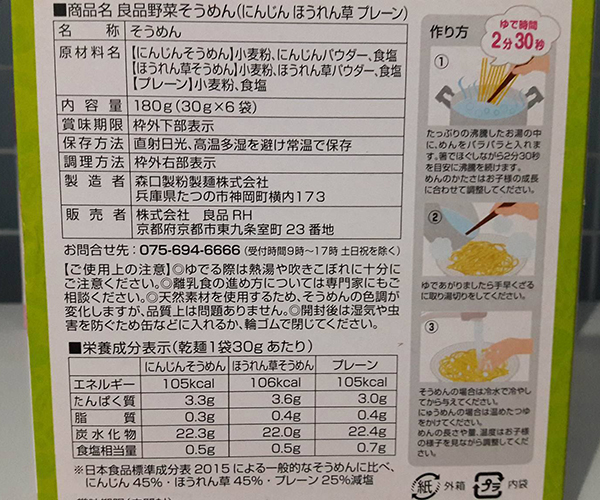 ■商品名 良品野菜そうめん(にんじん ほうれん草 プレーン)
名称 そうめん
原材料名 【にんじんそうめん】小麦粉、にんじんパウダー、食塩
【ほうれん草そうめん】小麦粉、ほうれん草パウダー、食塩
【プレーン】小麦粉、食塩
内容量 180g(30g×6袋)
賞味期限 枠外下部表示
保存方法 直射日光、高温多湿を避け常温で保存
調理方法 枠外右部表示
製造者 森口製粉製麺株式会社
兵庫県たつの市神岡町横内173
販売者 株式会社 良品RH
京都府京都市東九条室町23番地
お問合せ先:075-694-6666 (受付時間9時〜17時 土日祝を除く)
【ご使用上の注意】◎ゆでる際は熱湯や吹きこぼれに十分に
ご注意ください。◎離乳食の進め方については専門家にもご
相談ください。◎天然素材を使用するため、そうめんの色調が
変化しますが、品質上は問題ありません。◎開封後は湿気や虫
害を防ぐため缶などに入れるか、輪ゴムで閉じてください。
■栄養成分表示(乾麺1袋30gあたり)
にんじんそうめん ほうれん草そうめん プレーン
エネルギー 105kcal 106kcal 105kcal
たんぱく質 3.3g 3.6g 3.0g
脂質 0.3g 0.4g 0.4g
炭水化物 22.3g 22.0g 22.4g
食塩相当量 0.5g 0.5g 0.7g
※日本食品標準成分表2015による一般的なそうめんに比べ、
にんじん45%・ほうれん草45%・プレーン25%減塩
作り方
ゆで時間
2分30秒
①
たっぷりの沸騰したお湯の中
に、めんをバラバラと入れま
す。箸でほぐしながら2分30秒
を目安に沸騰を続けます。
めんのかたさはお子様の成長
に合わせて調整してください。
②
ゆであがりましたら手早くざる
に取り湯切りをしてください。
③
そうめんの場合は冷水で冷やし
てから与えてください。
にゅうめんの場合は温めたつゆ
をかけてください。
めんの長さや量、温度はお子様
の様子を見ながら調整してくだ
さい。
紙 外箱 プラ 内袋